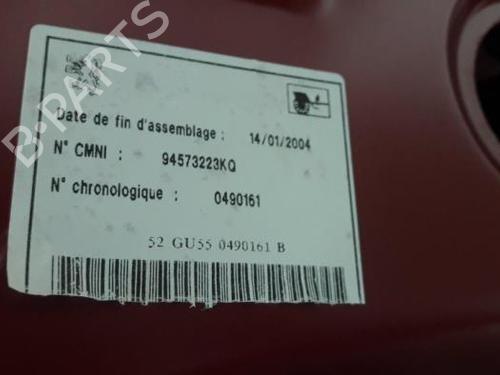 Date de fin d'assemblage : 14/01/2004
N° CMNI : 94573223KQ
N° chronologique : 0490161
52 GU55 0490161 B
B-PARTS